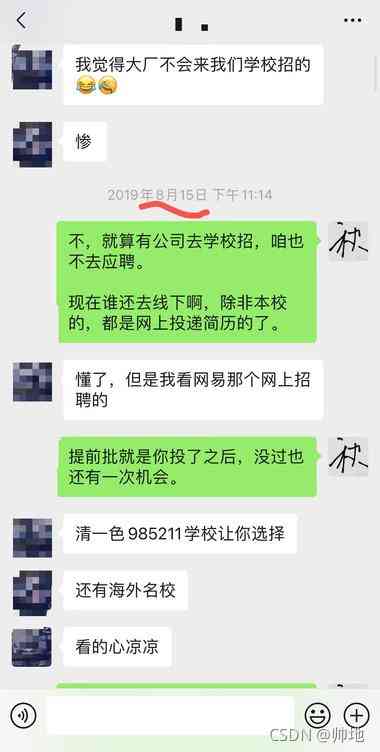 我觉得大厂不会来我们学校招的
😂🤣
惨
2019年8月15日 下午11:14
不，就算有公司去学校招，咱也
不去应聘。
现在谁还去线下啊，除非本校
的，都是网上投递简历的了。
秋
懂了，但是我看网易那个网上招
聘的
提前批就是你投了之后，没过也
还有一次机会。
秋
清一色985211学校让你选择
还有海外名校
看的心凉凉
CSDN @帅地